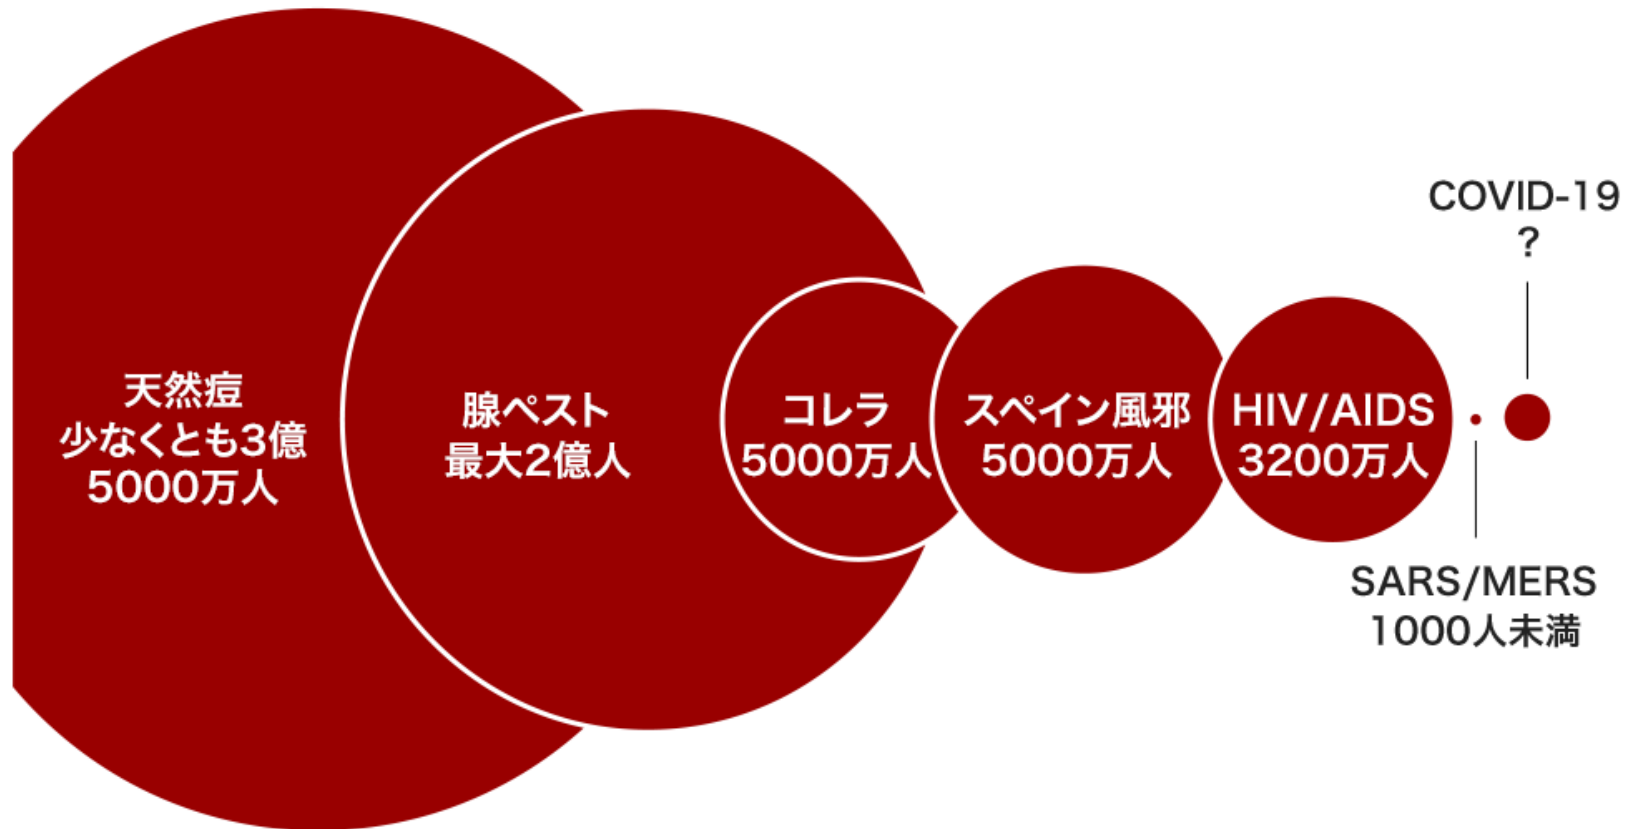 天然痘
少なくとも3億
5000万人
腺ペスト
最大2億人
コレラ
5000万人
スペイン風邪
5000万人
HIV/AIDS
3200万人
SARS/MERS
1000人未満
COVID-19
?